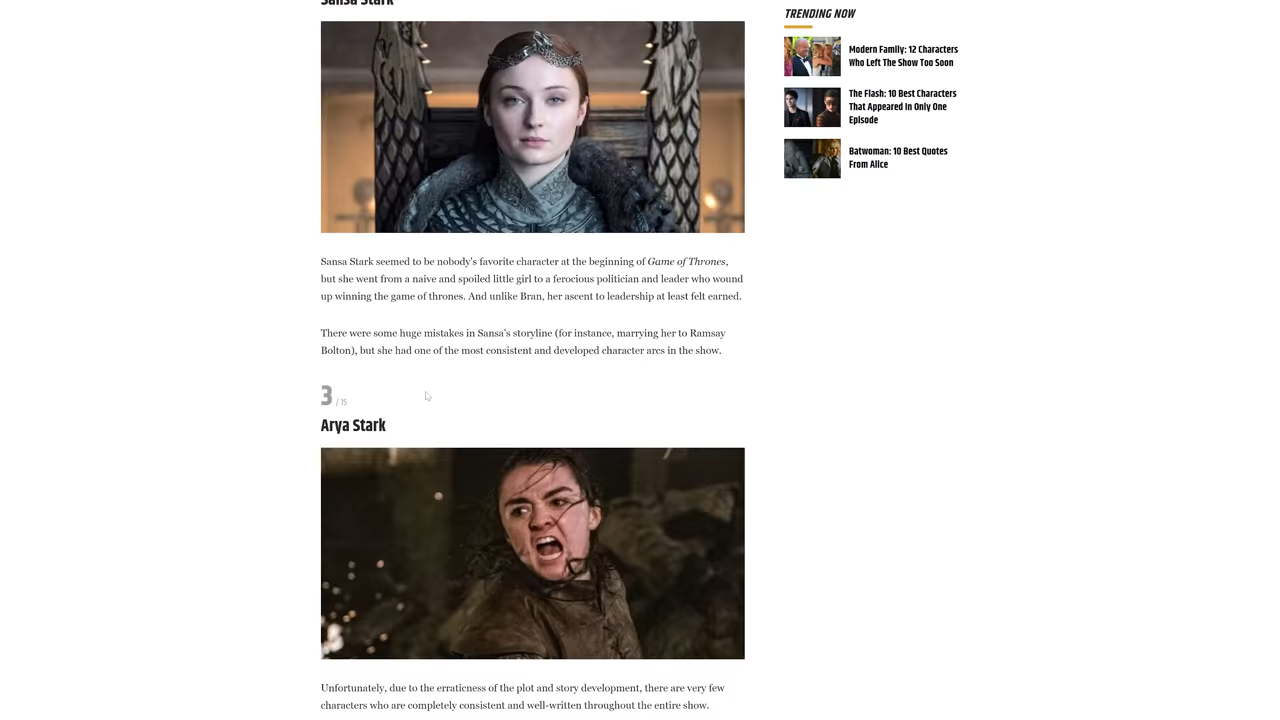 Sansa Stark
TRENDING NOW
Modern Family: 12 Characters
Who Left The Show Too Soon
The Flash: 10 Best Characters
That Appeared In Only One
Episode
Batwoman: 10 Best Quotes
From Alice
Sansa Stark seemed to be nobody's favorite character at the beginning of Game of Thrones,
but she went from a naive and spoiled little girl to a ferocious politician and leader who wound
up winning the game of thrones. And unlike Bran, her ascent to leadership at least felt earned.
There were some huge mistakes in Sansa's storyline (for instance, marrying her to Ramsay
Bolton), but she had one of the most consistent and developed character arcs in the show.
3 / 15
Arya Stark
Unfortunately, due to the erraticness of the plot and story development, there are very few
characters who are completely consistent and well-written throughout the entire show.